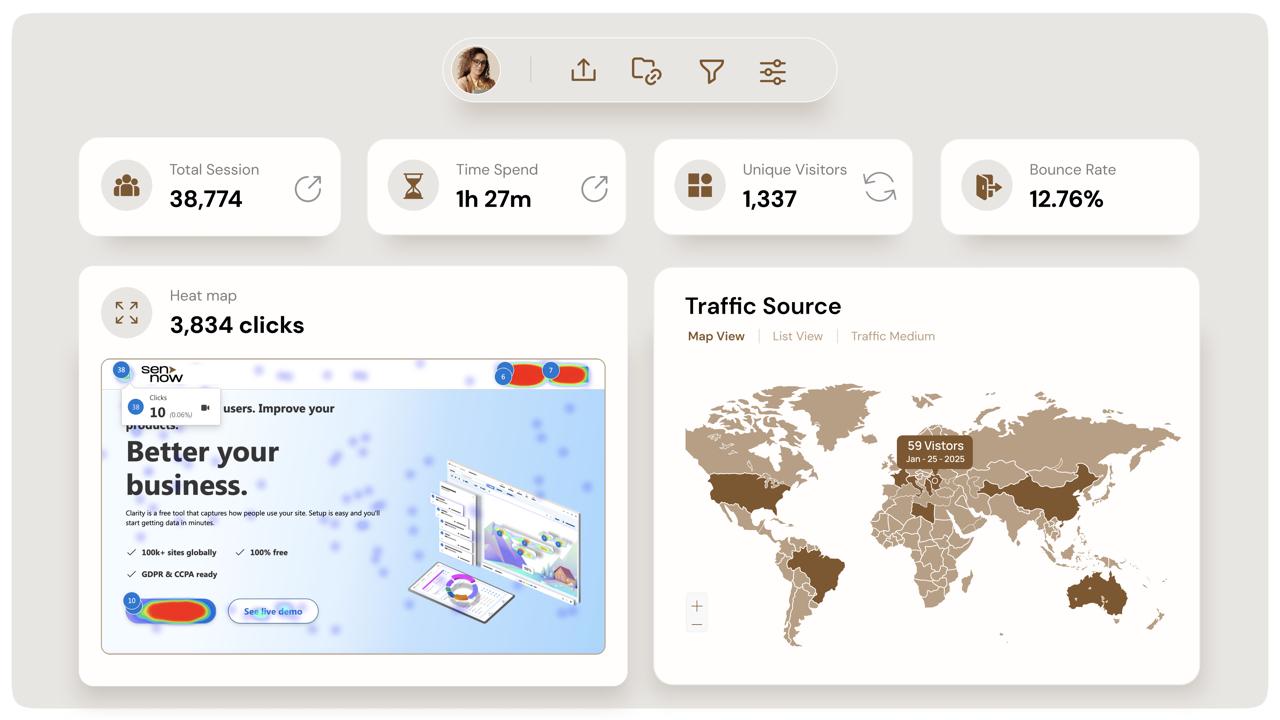 Total Session
38,774
Time Spend
1h 27m
Unique Visitors
1,337
Bounce Rate
12.76%
Heat map
3,834 clicks
38
sen
now
6
7
38
Clicks
10 (0.06%)
users. Improve your
products.
Better your
business.
Clarity is a free tool that captures how people use your site. Setup is easy and you'll
start getting data in minutes.
100k+ sites globally
100% free
GDPR & CCPA ready
10
See live demo
Traffic Source
Map View
List View
Traffic Medium
59 Vistors
Jan - 25 - 2025
+
−